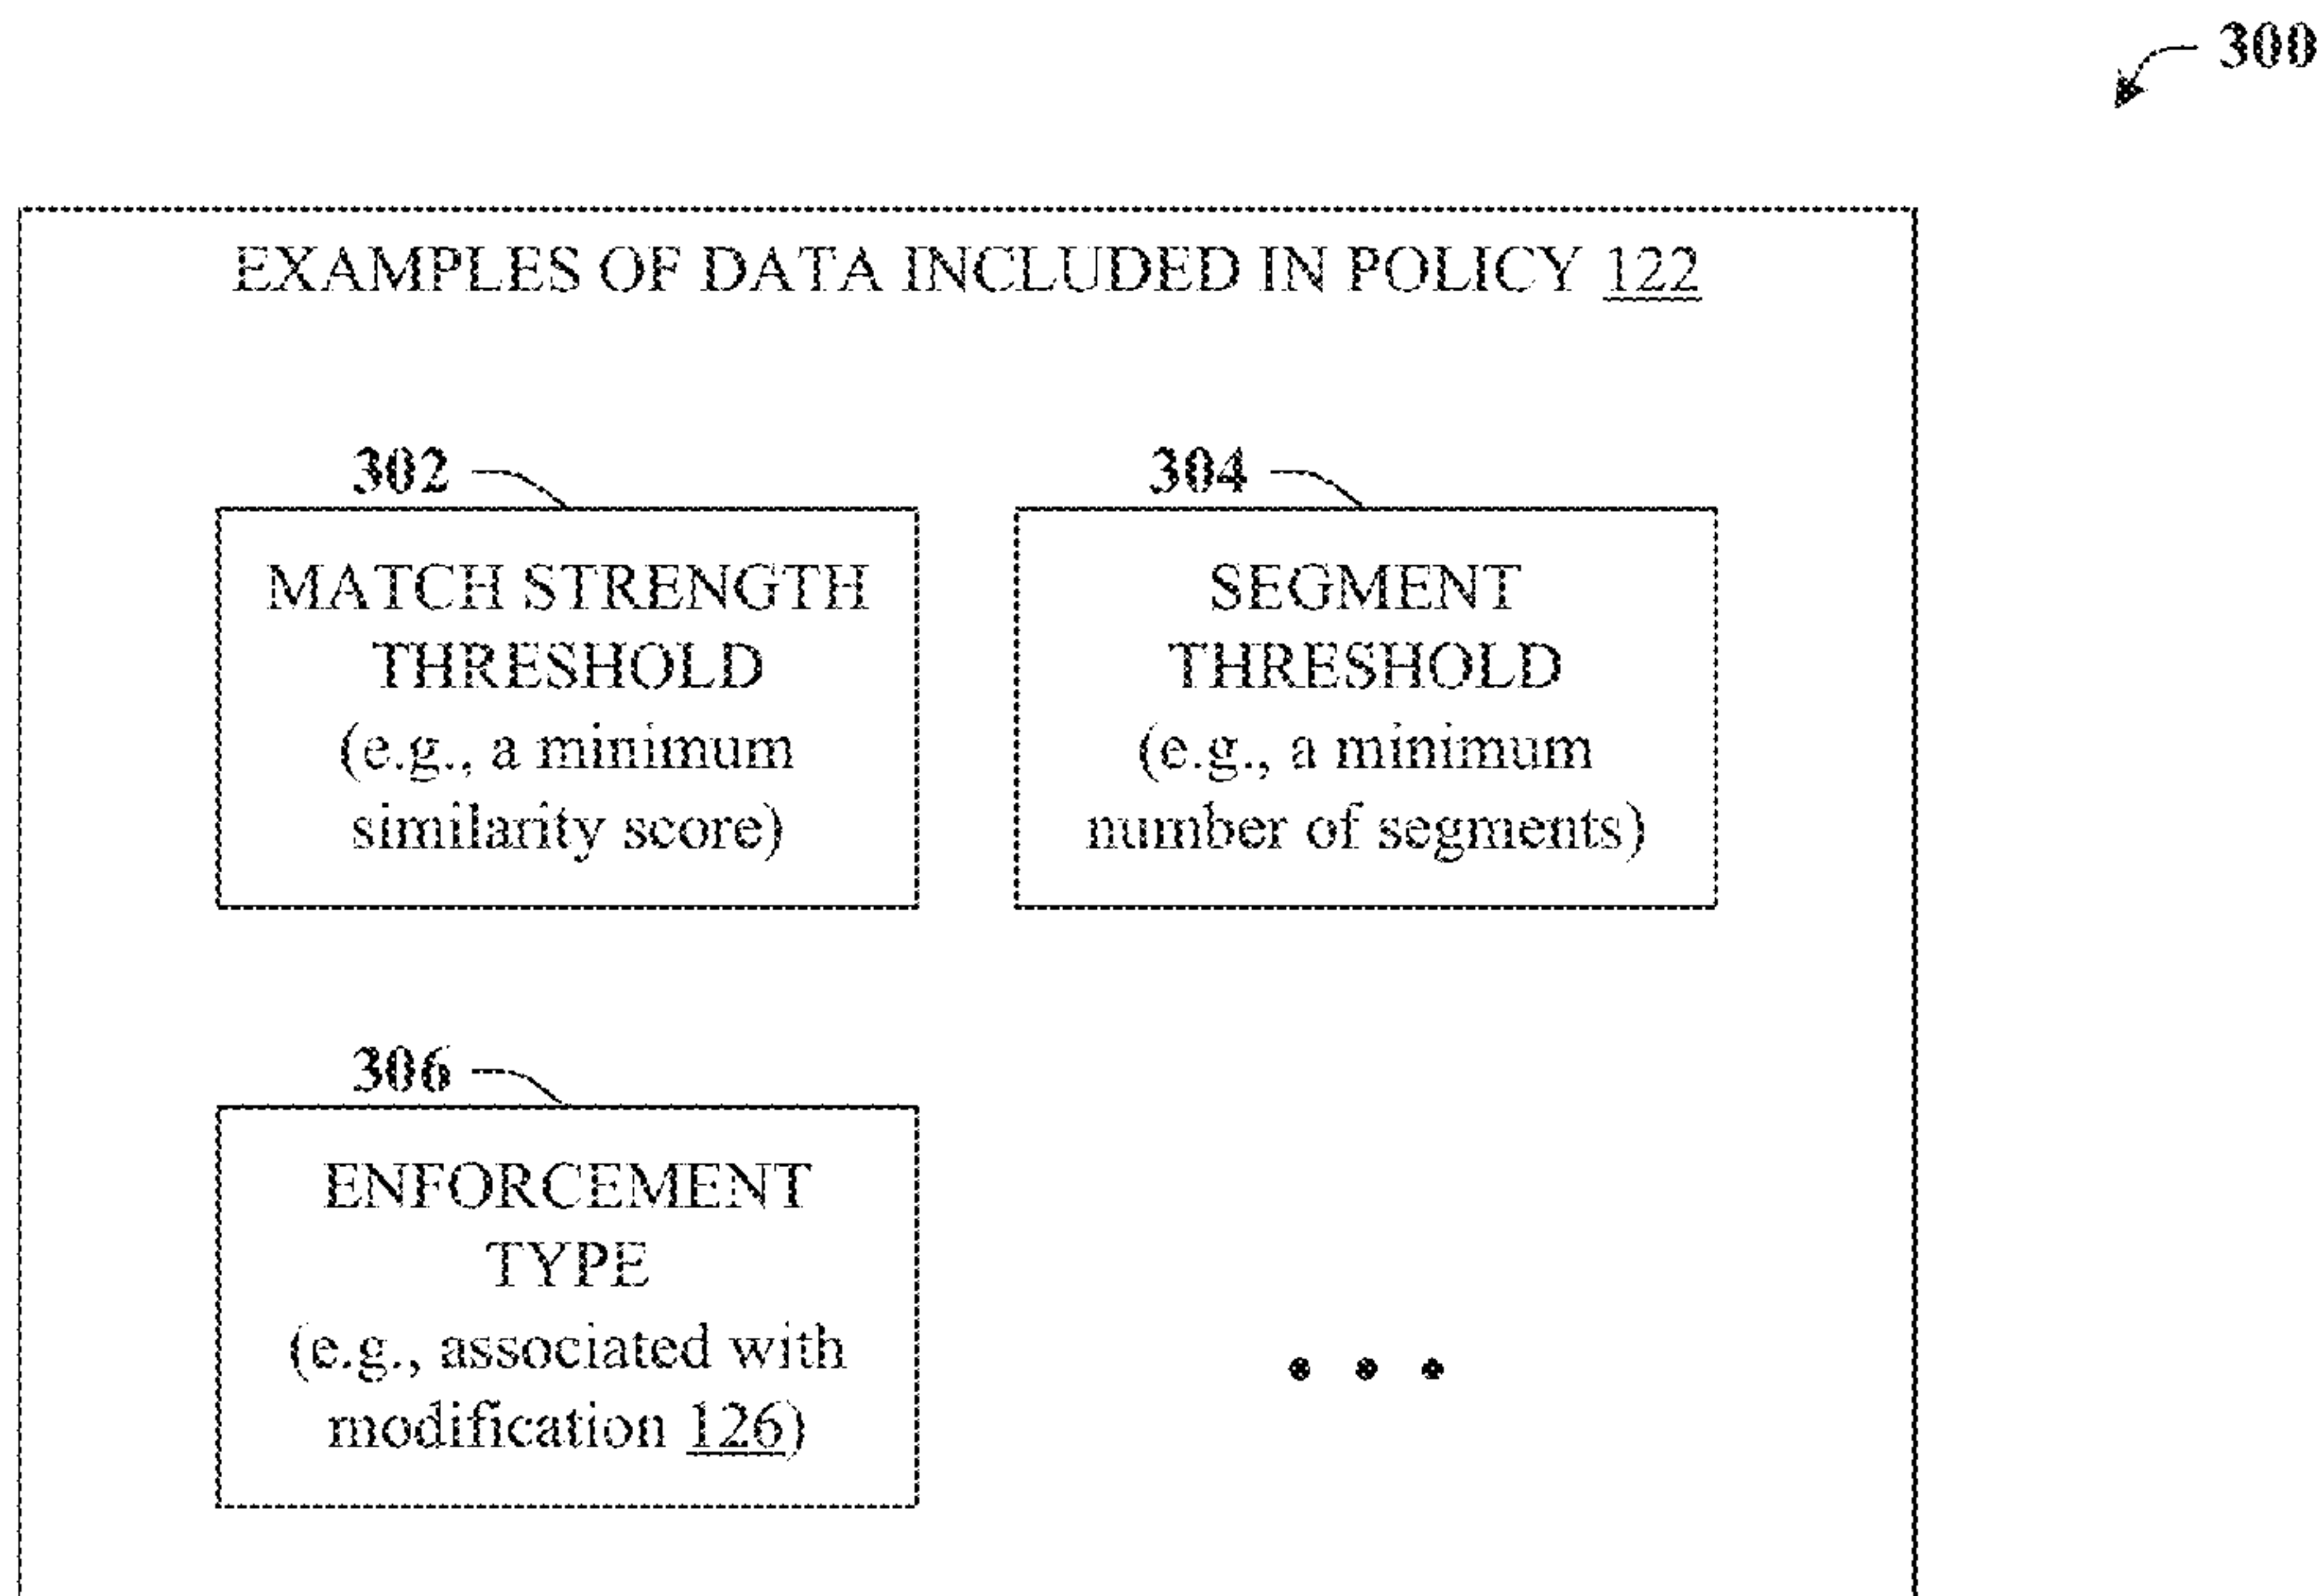 300
EXAMPLES OF DATA INCLUDED IN POLICY 122
302
304
MATCH STRENGTH
THRESHOLD
(e.g., a minimum
similarity score)
SEGMENT
THRESHOLD
(e.g., a minimum
number of segments)
306
ENFORCEMENT
TYPE
(e.g., associated with
modification 126)
• • •